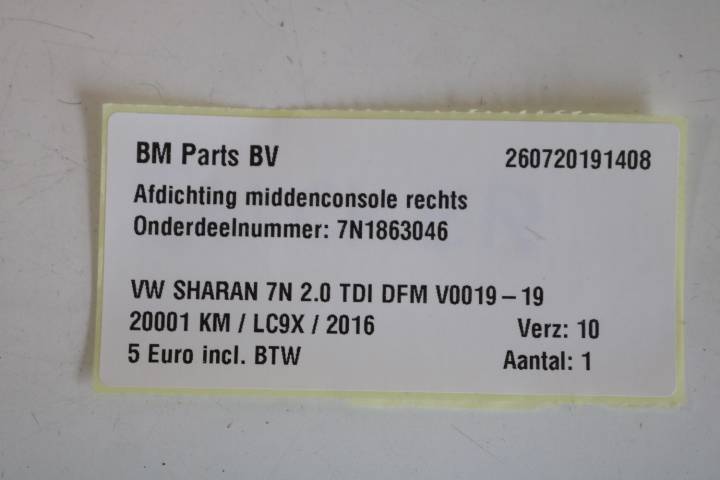 BM Parts BV 260720191408
Afdichting middenconsole rechts
Onderdeelnummer: 7N1863046
VW SHARAN 7N 2.0 TDI DFM V0019 – 19
20001 KM / LC9X / 2016 Verz: 10
5 Euro incl. BTW Aantal: 1